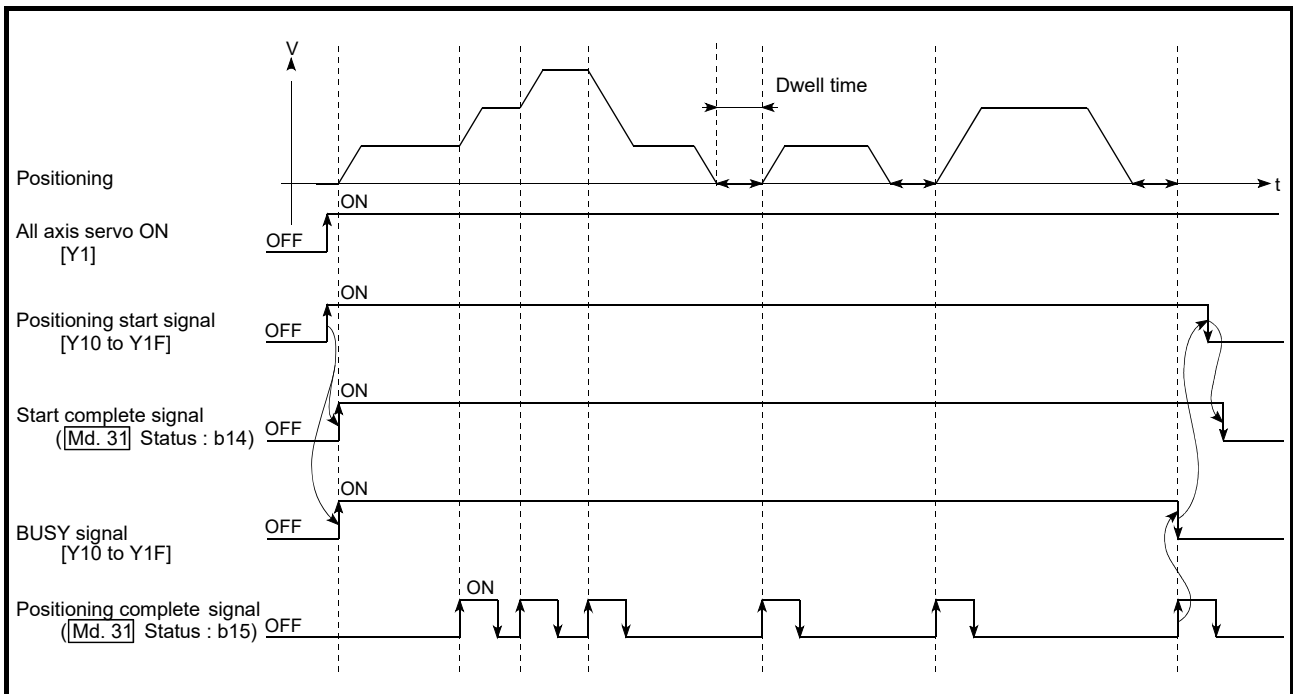 V
Dwell time
Positioning
t
ON
All axis servo ON
OFF
[Y1]
ON
Positioning start signal
OFF
[Y10 to Y1F]
ON
Start complete signal
OFF
(Md. 31 Status : b14)
ON
BUSY signal
OFF
[Y10 to Y1F]
ON
Positioning complete signal
OFF
(Md. 31 Status : b15)